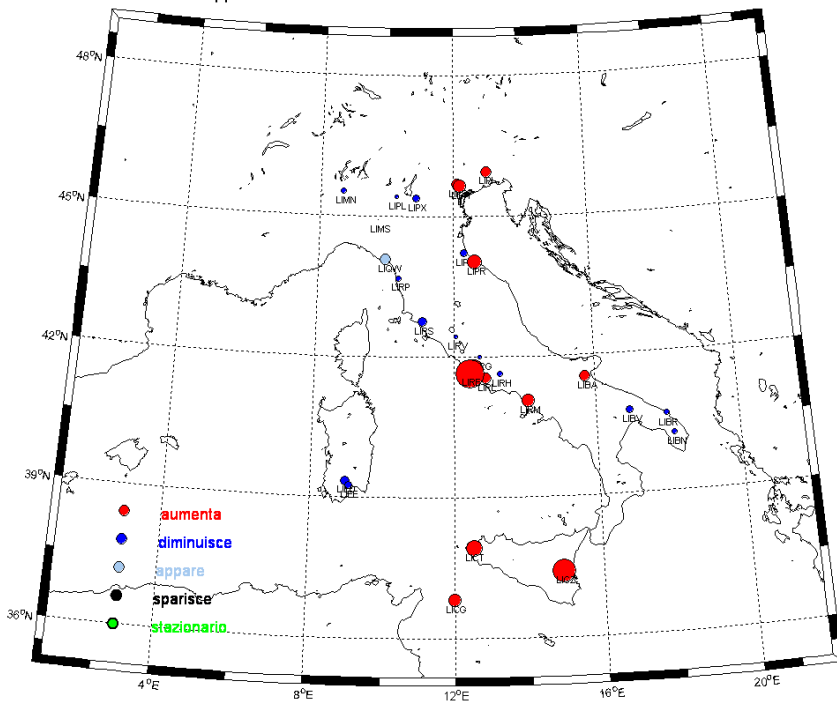 48°N
45°N
LIMN
LIPL
LIPX
LIMS
LIQW
LIPR
LIRP
LIRS
LIRV
42°N
LIRH
LIBA
LIRM
LIBV
LIBR
LIBN
39°N
aumenta
diminuisce
appare
sparisce
stazionario
LICT
LICZ
LICG
36°N
4°E
8°E
12°E
16°E
20°E